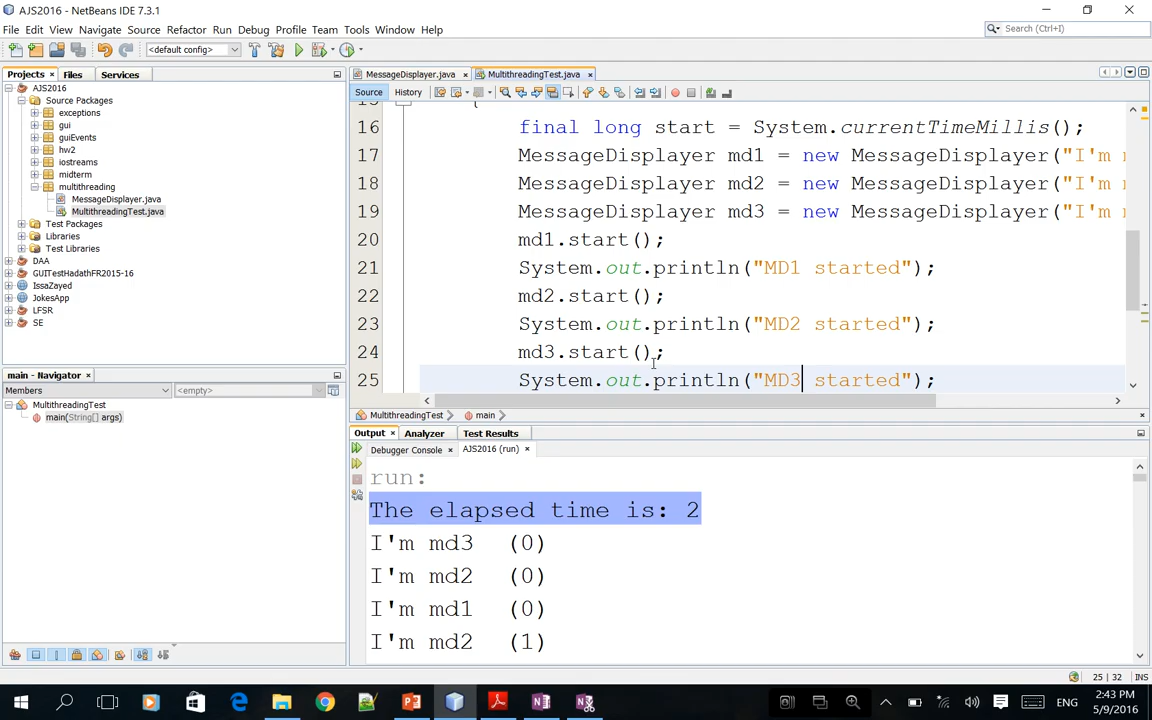 AJS2016 - NetBeans IDE 7.3.1
File Edit View Navigate Source Refactor Run Debug Profile Team Tools Window Help
Search (Ctrl+I)
<default config>
Projects Files Services
AJS2016
Source Packages
exceptions
gui
guiEvents
hw2
iostreams
midterm
multithreading
MessageDisplayer.java
MultithreadingTest.java
Test Packages
Libraries
Test Libraries
DAA
GUITestHadathFR2015-16
IssaZayed
JokesApp
LFSR
SE
main - Navigator
Members <empty>
MultithreadingTest
main(String[] args)
MessageDisplayer.java MultithreadingTest.java
Source History
16 final long start = System.currentTimeMillis();
17 MessageDisplayer md1 = new MessageDisplayer("I'm
18 MessageDisplayer md2 = new MessageDisplayer("I'm
19 MessageDisplayer md3 = new MessageDisplayer("I'm
20 md1.start();
21 System.out.println("MD1 started");
22 md2.start();
23 System.out.println("MD2 started");
24 md3.start();
25 System.out.println("MD3 started");
MultithreadingTest main
Output Analyzer Test Results
Debugger Console AJS2016 (run)
run:
The elapsed time is: 2
I'm md3 (0)
I'm md2 (0)
I'm md1 (0)
I'm md2 (1)
25 | 32 INS
ENG
2:43 PM
5/9/2016